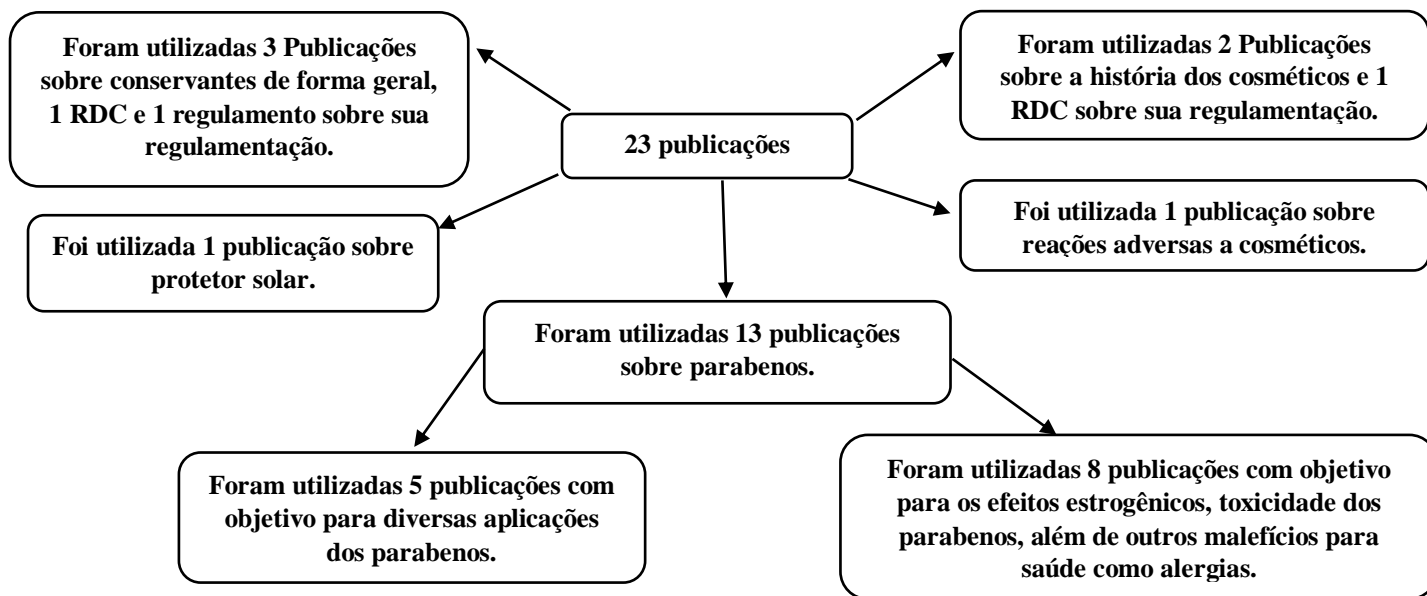 Foram utilizadas 3 Publicações
sobre conservantes de forma geral,
1 RDC e 1 regulamento sobre sua
regulamentação.
Foram utilizadas 2 Publicações
sobre a história dos cosméticos e 1
RDC sobre sua regulamentação.
23 publicações
Foi utilizada 1 publicação sobre
protetor solar.
Foi utilizada 1 publicação sobre
reações adversas a cosméticos.
Foram utilizadas 13 publicações
sobre parabenos.
Foram utilizadas 5 publicações com
objetivo para diversas aplicações
dos parabenos.
Foram utilizadas 8 publicações com objetivo
para os efeitos estrogênicos, toxicidade dos
parabenos, além de outros malefícios para
saúde como alergias.